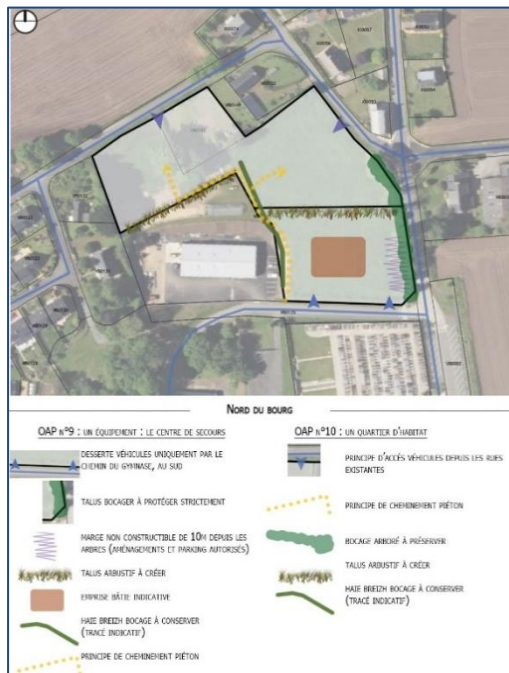 NORD DU BOURG
OAP N°9 : UN ÉQUIPEMENT : LE CENTRE DE SECOURS
DESSERTE VÉHICULES UNIQUEMENT PAR LE
CHEMIN DU GYMNASE, AU SUD
TALUS BOCAGER À PROTÉGER STRICTEMENT
MARGE NON CONSTRUCTIBLE DE 10M DEPUIS LES
ARBRES (AMÉNAGEMENTS ET PARKING AUTORISÉS)
TALUS ARBUSTIF À CRÉER
EMPRISE BÂTIE INDICATIVE
HAIE BREIZH BOCAGE À CONSERVER
(TRACÉ INDICATIF)
PRINCIPE DE CHEMINEMENT PIÉTON
OAP N°10 : UN QUARTIER D'HABITAT
PRINCIPE D'ACCÈS VÉHICULES DEPUIS LES RUES
EXISTANTES
PRINCIPE DE CHEMINEMENT PIÉTON
BOCAGE ARBORÉ À PRÉSERVER
TALUS ARBUSTIF À CRÉER
HAIE BREIZH BOCAGE À CONSERVER
(TRACÉ INDICATIF)